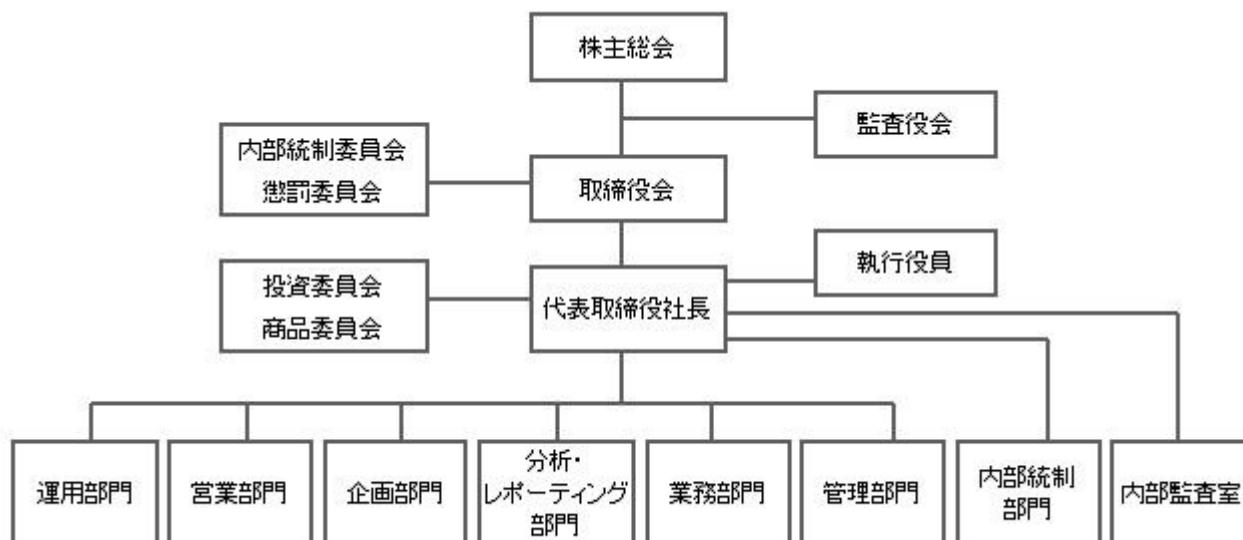 株主総会
監査役会
内部統制委員会
懲罰委員会
取締役会
執行役員
投資委員会
商品委員会
代表取締役社長
運用部門
営業部門
企画部門
分析・
レポーティング
部門
業務部門
管理部門
内部統制
部門
内部監査室